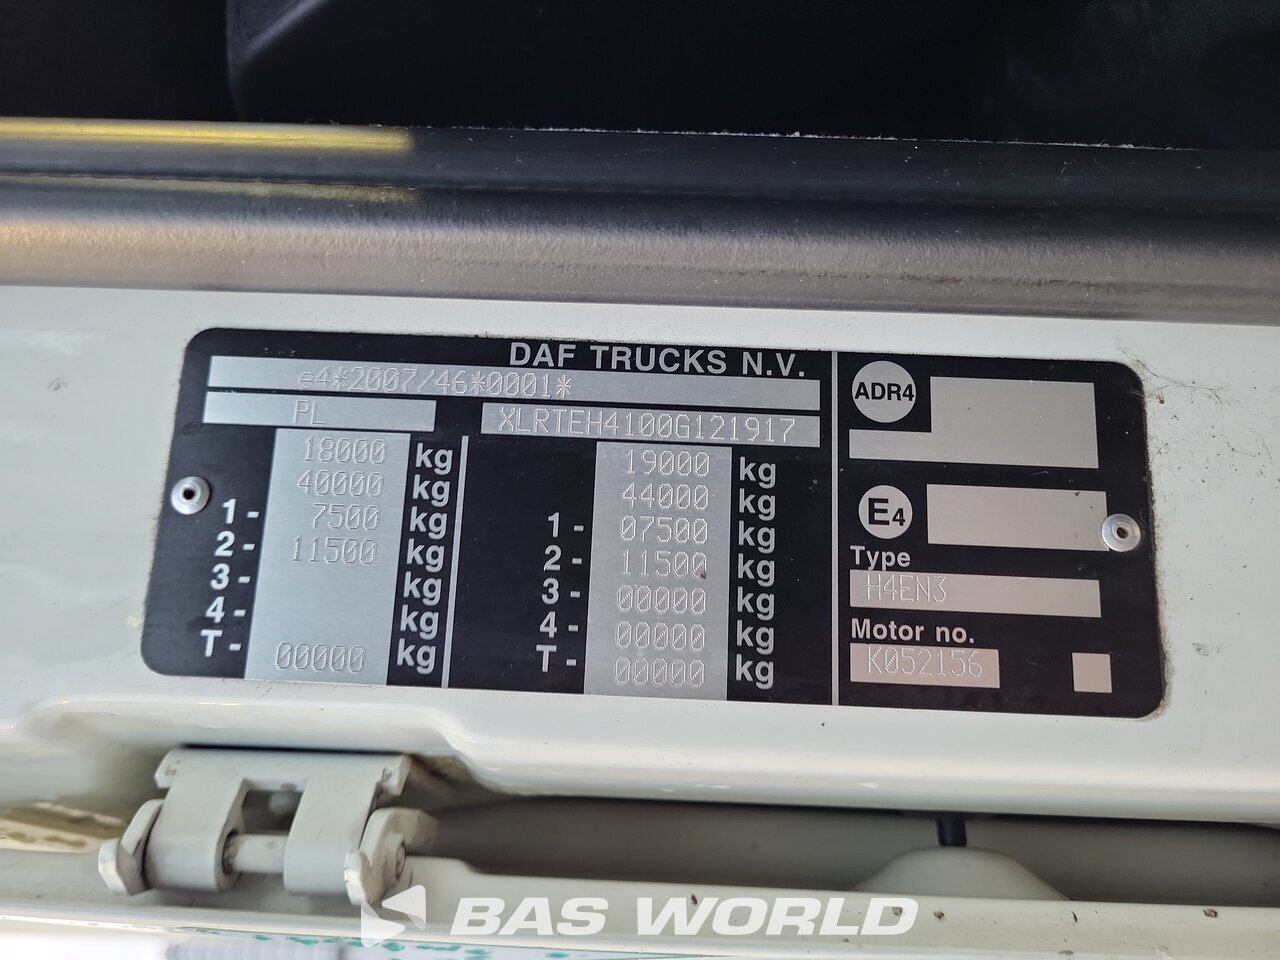 DAF TRUCKS N.V.
e4*2007/46*0001*
PL
XLRTEH4100G121917
18000 kg
40000 kg
1- 7500 kg
2- 11500 kg
3- kg
4- kg
T- 00000 kg
19000 kg
44000 kg
1- 07500 kg
2- 11500 kg
3- 00000 kg
4- 00000 kg
T- 00000 kg
ADR4
E4
Type
H4EN3
Motor no.
K052156
BAS WORLD